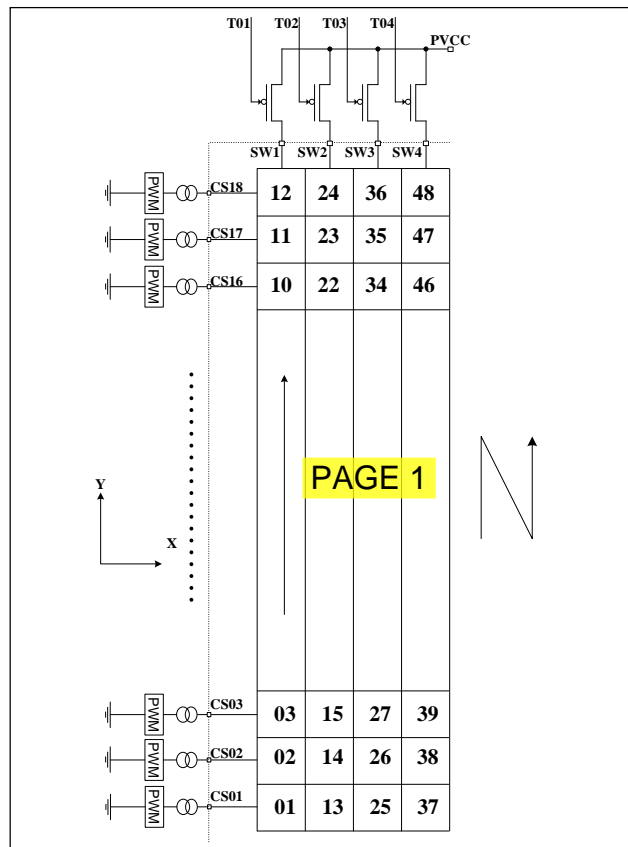 T01 T02 T03 T04
PVCC
SW1 SW2 SW3 SW4
PWM CS18 12 24 36 48
PWM CS17 11 23 35 47
PWM CS16 10 22 34 46
PAGE 1
Y
X
PWM CS03 03 15 27 39
PWM CS02 02 14 26 38
PWM CS01 01 13 25 37